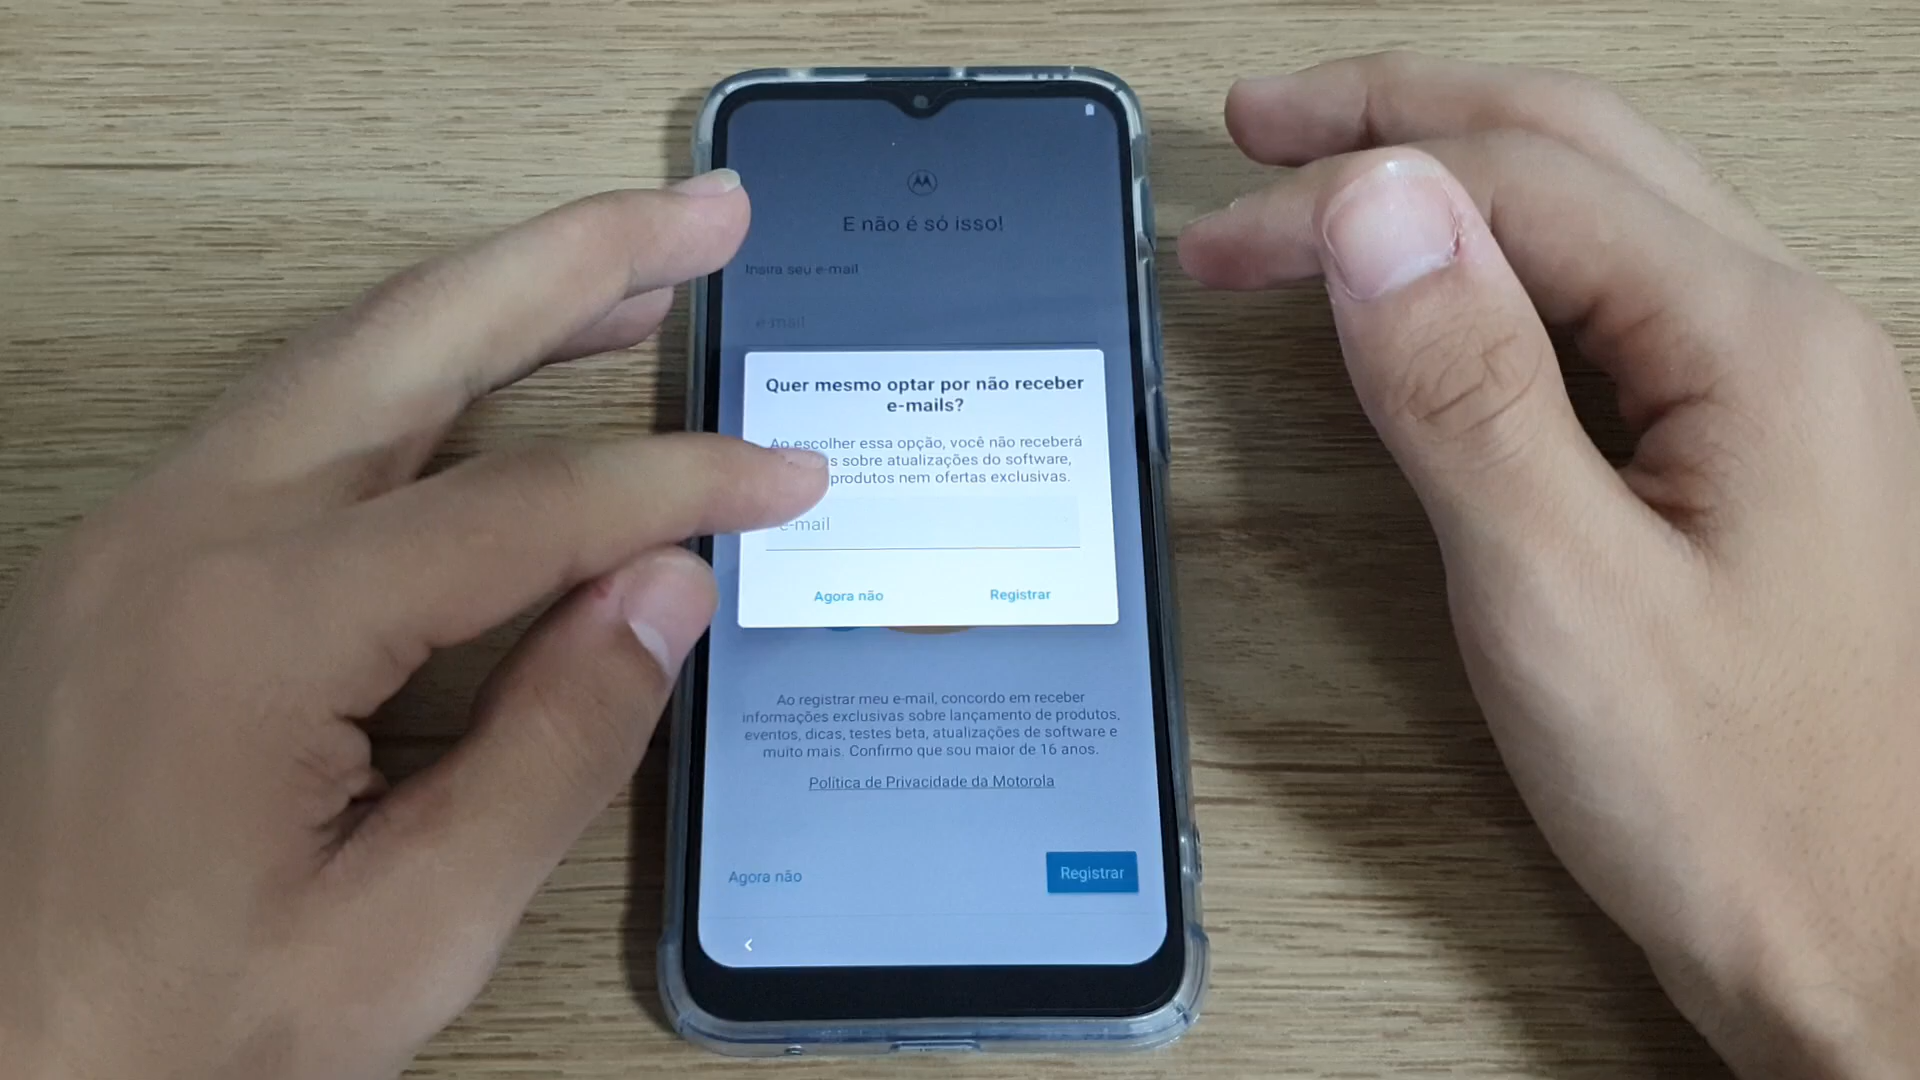 E não é só isso!
Insira seu e-mail
e-mail
Quer mesmo optar por não receber
e-mails?
Ao escolher essa opção, você não receberá
s sobre atualizações do software,
produtos nem ofertas exclusivas.
e-mail
Agora não
Registrar
Ao registrar meu e-mail, concordo em receber
informações exclusivas sobre lançamento de produtos,
eventos, dicas, testes beta, atualizações de software e
muito mais. Confirmo que sou maior de 16 anos.
Política de Privacidade da Motorola
Agora não
Registrar